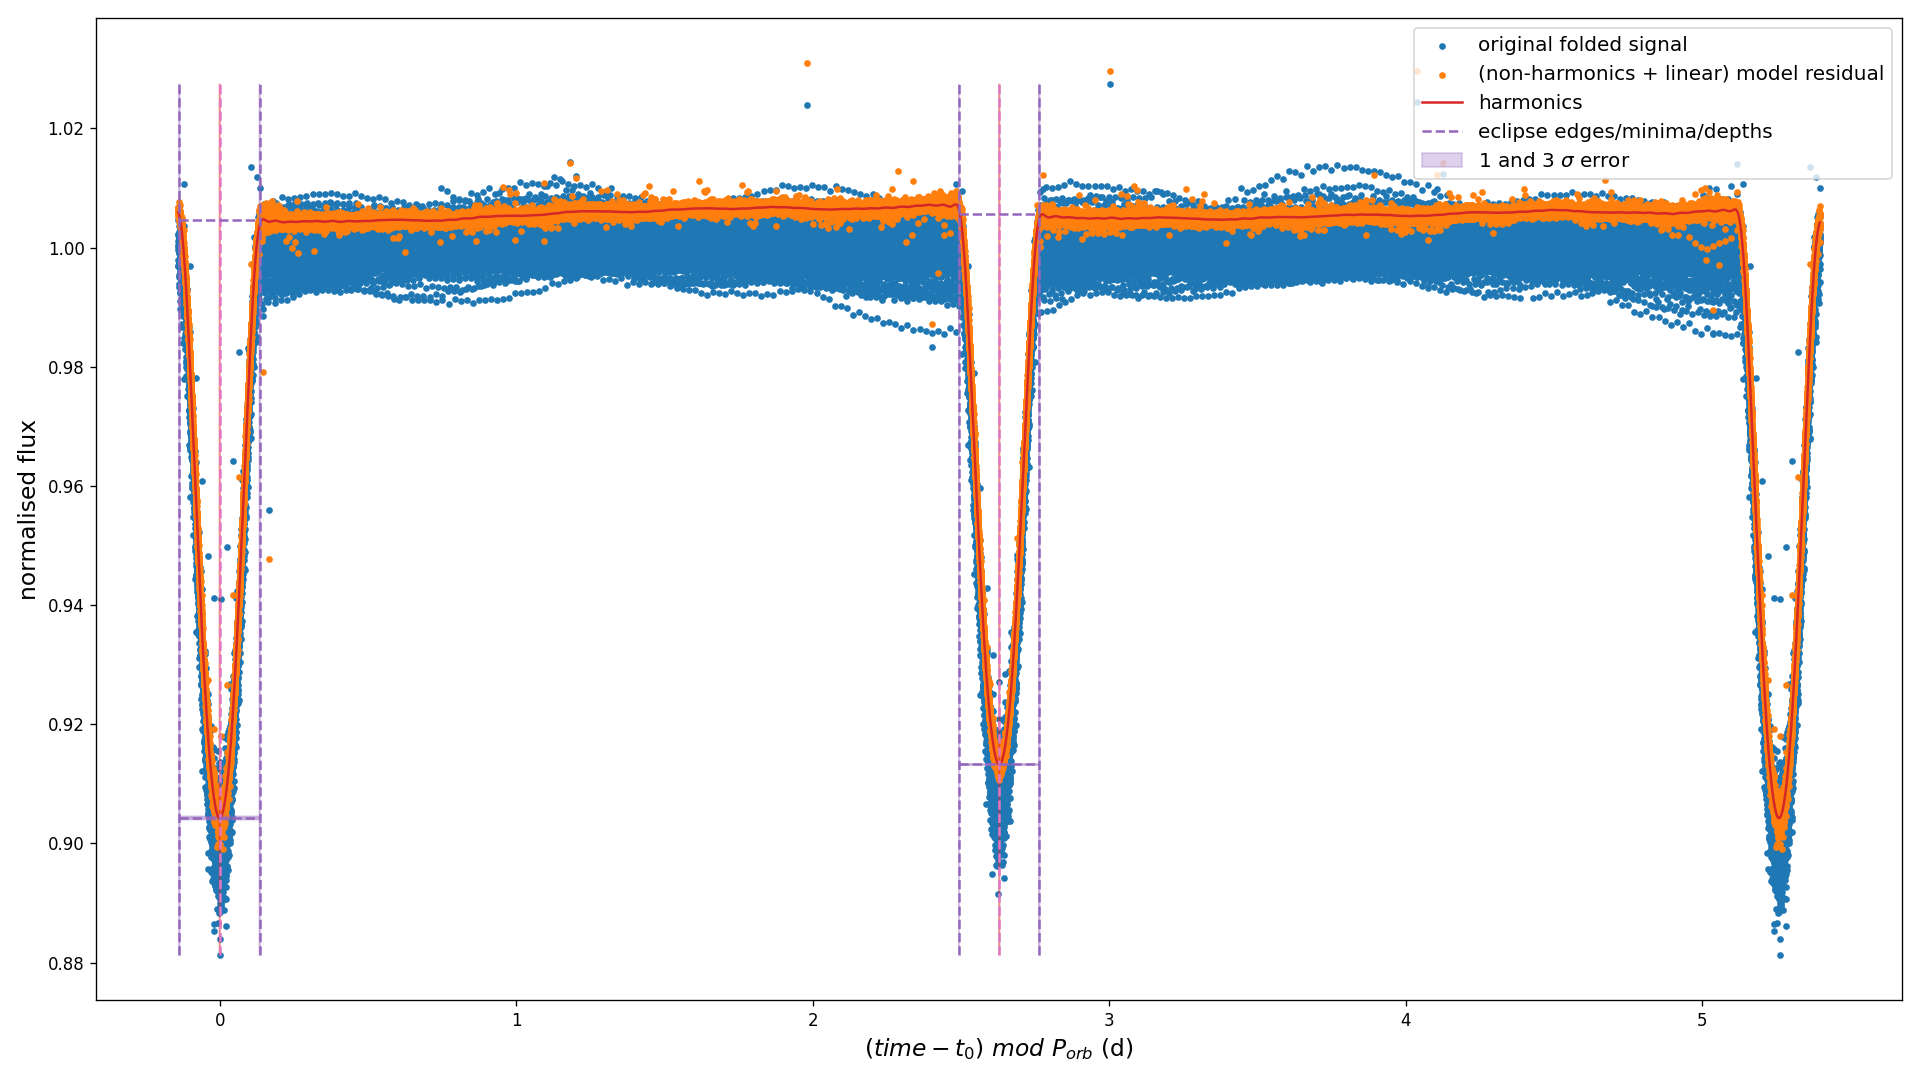 original folded signal
(non-harmonics + linear) model residual
harmonics
eclipse edges/minima/depths
1 and 3 σ error
normalised flux
1.02
1.00
0.98
0.96
0.94
0.92
0.90
0.88
0 1 2 3 4 5
(time − t₀) mod P_orb (d)